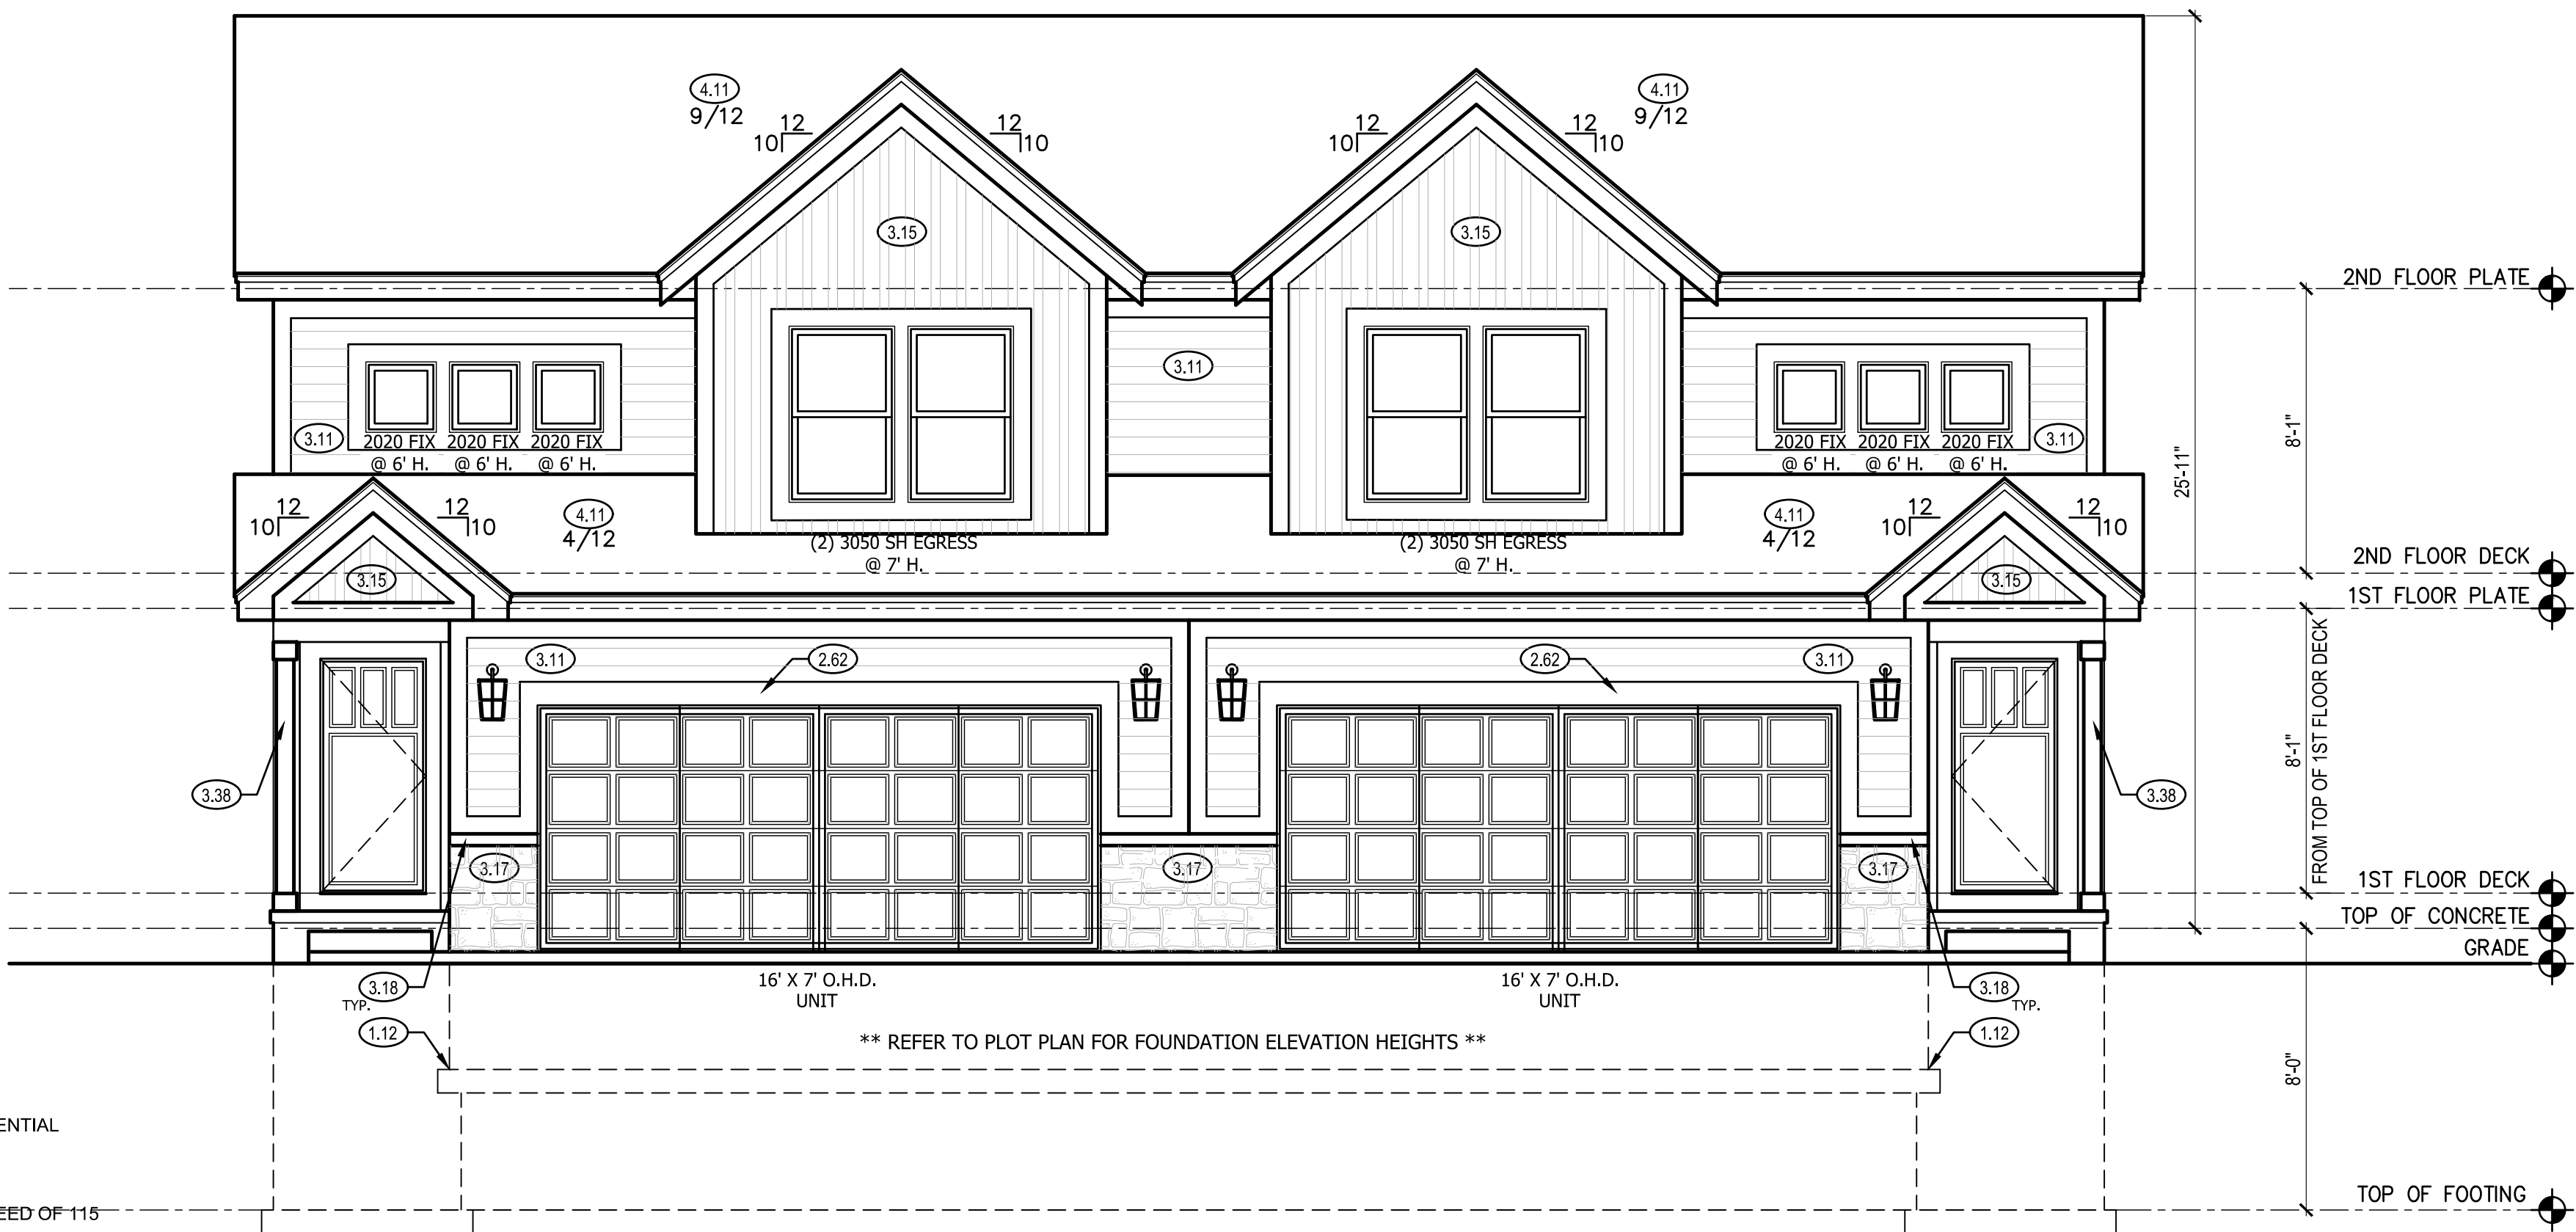 4.11
9/12
4.11
9/12
12
10
12
10
12
10
12
10
3.15
3.15
2ND FLOOR PLATE
3.11
3.11
3.11
2020 FIX
@ 6' H.
2020 FIX
@ 6' H.
2020 FIX
@ 6' H.
2020 FIX
@ 6' H.
2020 FIX
@ 6' H.
2020 FIX
@ 6' H.
8'-1"
25'-11"
12
10
12
10
4.11
4/12
4.11
4/12
12
10
12
10
(2) 3050 SH EGRESS
@ 7' H.
(2) 3050 SH EGRESS
@ 7' H.
2ND FLOOR DECK
3.15
3.15
1ST FLOOR PLATE
3.11
2.62
2.62
3.11
8'-1"
FROM TOP OF 1ST FLOOR DECK
3.38
3.38
3.17
3.17
3.17
1ST FLOOR DECK
TOP OF CONCRETE
GRADE
3.18
TYP.
16' X 7' O.H.D.
UNIT
16' X 7' O.H.D.
UNIT
3.18
TYP.
1.12
** REFER TO PLOT PLAN FOR FOUNDATION ELEVATION HEIGHTS **
1.12
8'-0"
ENTIAL
TOP OF FOOTING
EED OF 115